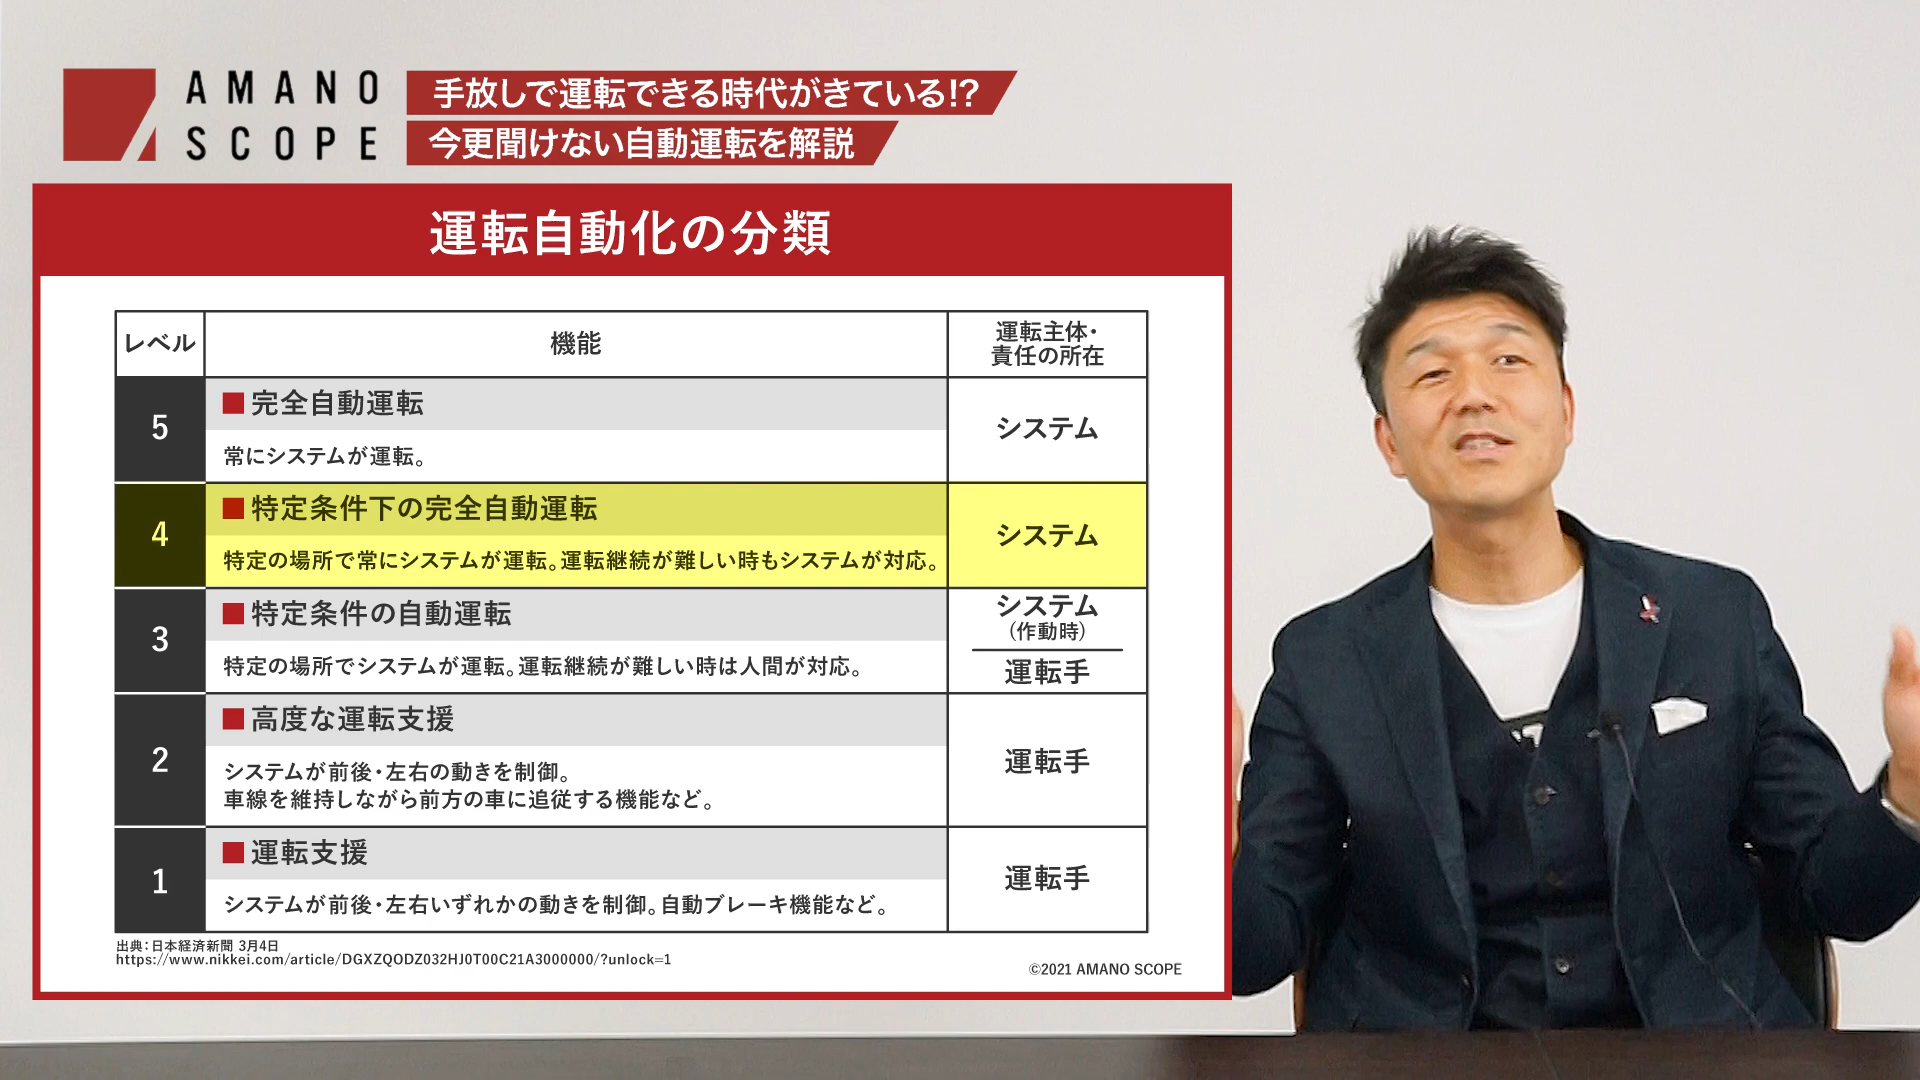 AMANO
SCOPE
手放しで運転できる時代がきている!?
今更聞けない自動運転を解説
運転自動化の分類
レベル
機能
運転主体・
責任の所在
5
■完全自動運転
常にシステムが運転。
システム
4
■特定条件下の完全自動運転
特定の場所で常にシステムが運転。運転継続が難しい時もシステムが対応。
システム
3
■特定条件の自動運転
特定の場所でシステムが運転。運転継続が難しい時は人間が対応。
システム
(作動時)
運転手
2
■高度な運転支援
システムが前後・左右の動きを制御。
車線を維持しながら前方の車に追従する機能など。
運転手
1
■運転支援
システムが前後・左右いずれかの動きを制御。自動ブレーキ機能など。
運転手
出典：日本経済新聞 3月4日
https://www.nikkei.com/article/DGXZQODZ032HJ0T00C21A3000000/?unlock=1
©2021 AMANO SCOPE